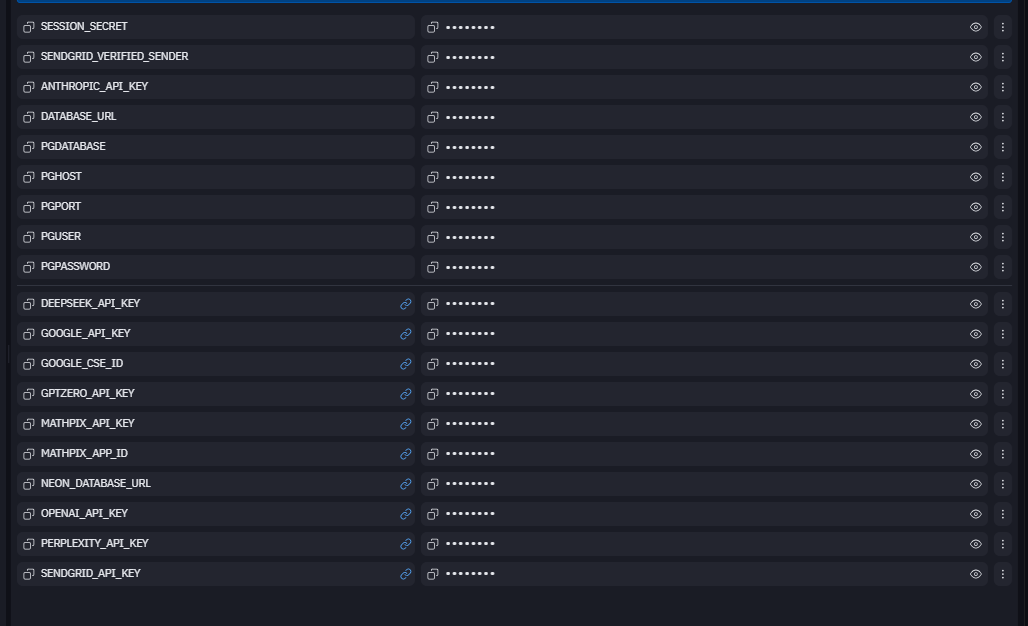 SESSION_SECRET ••••••••
SENDGRID_VERIFIED_SENDER ••••••••
ANTHROPIC_API_KEY ••••••••
DATABASE_URL ••••••••
PGDATABASE ••••••••
PGHOST ••••••••
PGPORT ••••••••
PGUSER ••••••••
PGPASSWORD ••••••••
DEEPSEEK_API_KEY ••••••••
GOOGLE_API_KEY ••••••••
GOOGLE_CSE_ID ••••••••
GPTZERO_API_KEY ••••••••
MATHPIX_API_KEY ••••••••
MATHPIX_APP_ID ••••••••
NEON_DATABASE_URL ••••••••
OPENAI_API_KEY ••••••••
PERPLEXITY_API_KEY ••••••••
SENDGRID_API_KEY ••••••••